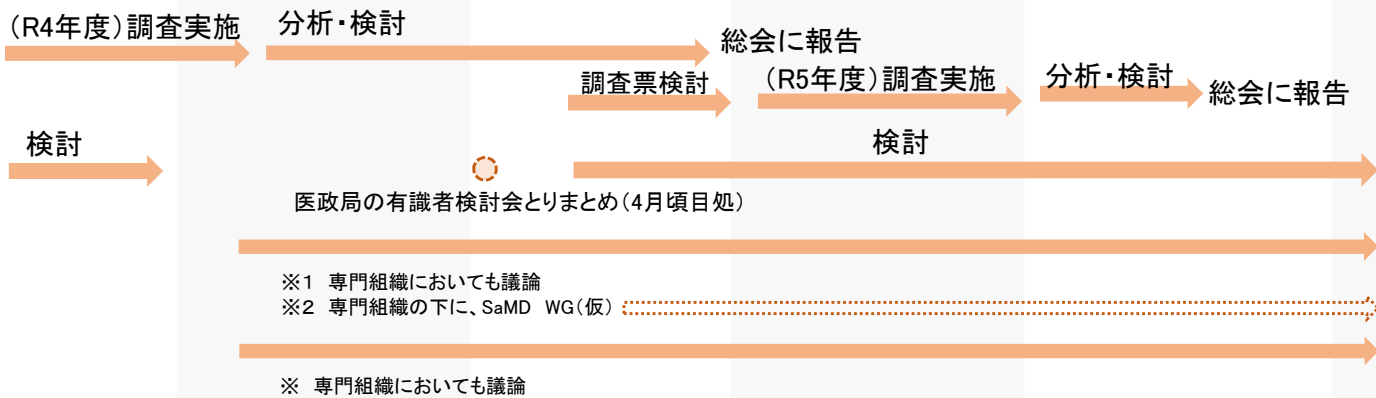 (R4年度)調査実施
分析・検討
総会に報告
調査票検討
(R5年度)調査実施
分析・検討
総会に報告
検討
検討
医政局の有識者検討会とりまとめ(4月頃目処)
※1 専門組織においても議論
※2 専門組織の下に、SaMD WG(仮)
※ 専門組織においても議論